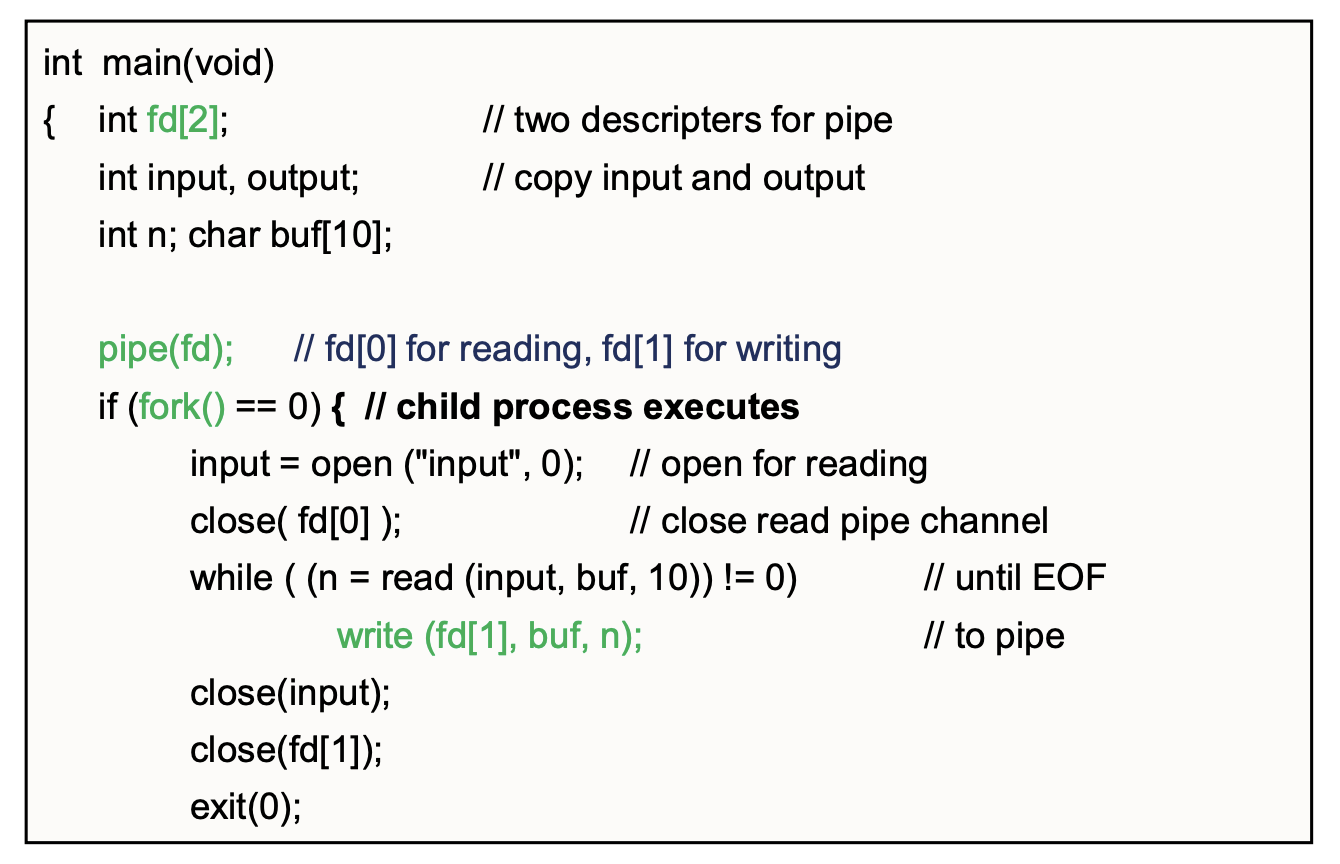 int main(void)
{ int fd[2]; // two descripters for pipe
int input, output; // copy input and output
int n; char buf[10];
pipe(fd); // fd[0] for reading, fd[1] for writing
if (fork() == 0) { // child process executes
input = open ("input", 0); // open for reading
close( fd[0] ); // close read pipe channel
while ( (n = read (input, buf, 10)) != 0) // until EOF
write (fd[1], buf, n); // to pipe
close(input);
close(fd[1]);
exit(0);